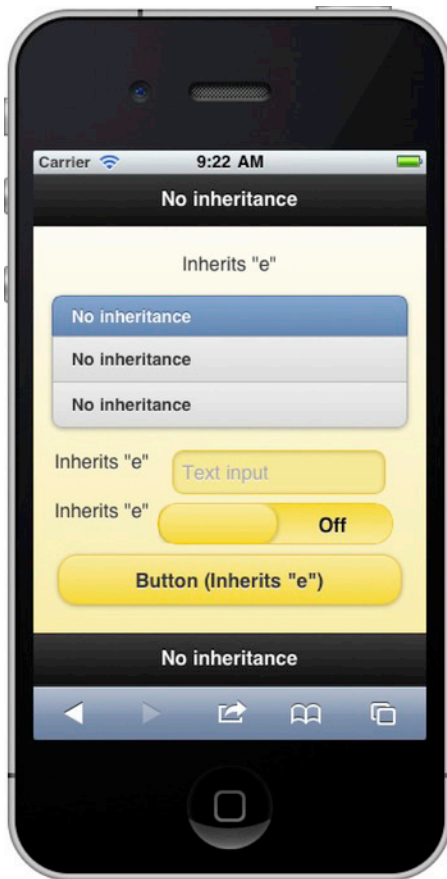 Carrier 9:22 AM
No inheritance
Inherits "e"
No inheritance
No inheritance
No inheritance
Inherits "e" Text input
Inherits "e" Off
Button (Inherits "e")
No inheritance